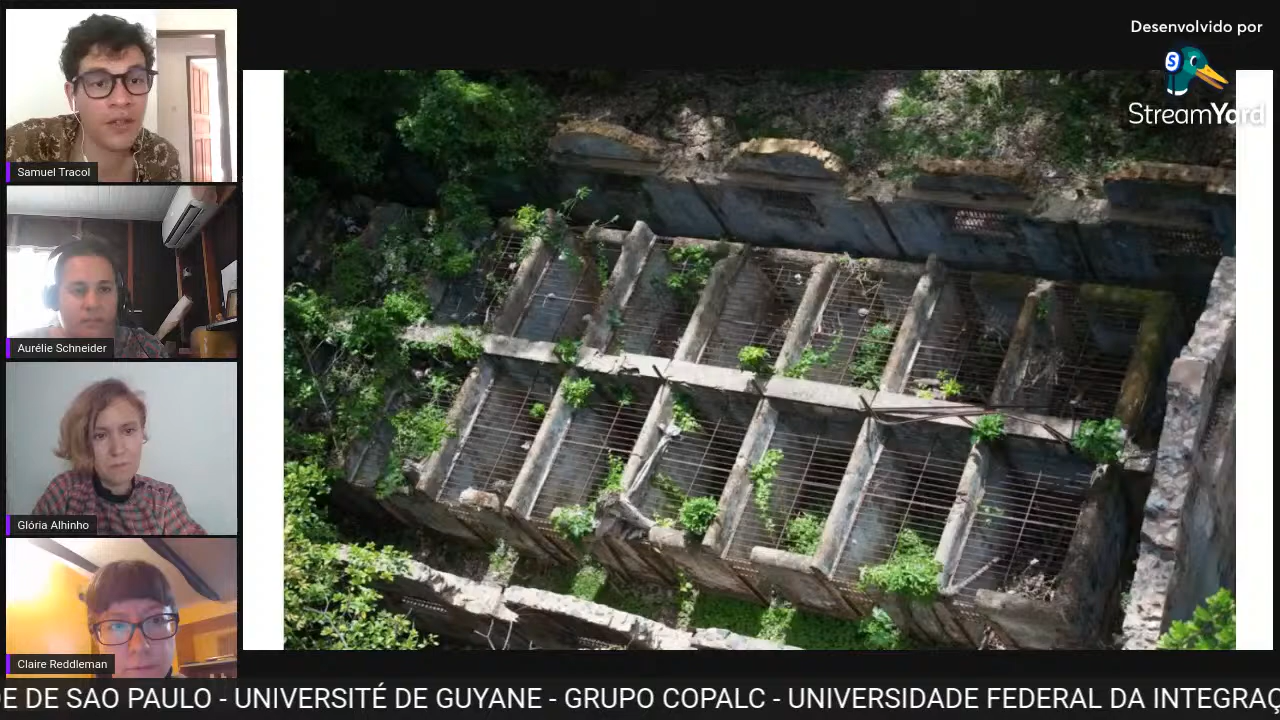 Desenvolvido por
S
StreamYard
Samuel Tracol
Aurélie Schneider
Glória Alhinho
Claire Reddleman
DE DE SAO PAULO - UNIVERSITÉ DE GUYANE - GRUPO COPALC - UNIVERSIDADE FEDERAL DA INTEGRAÇ